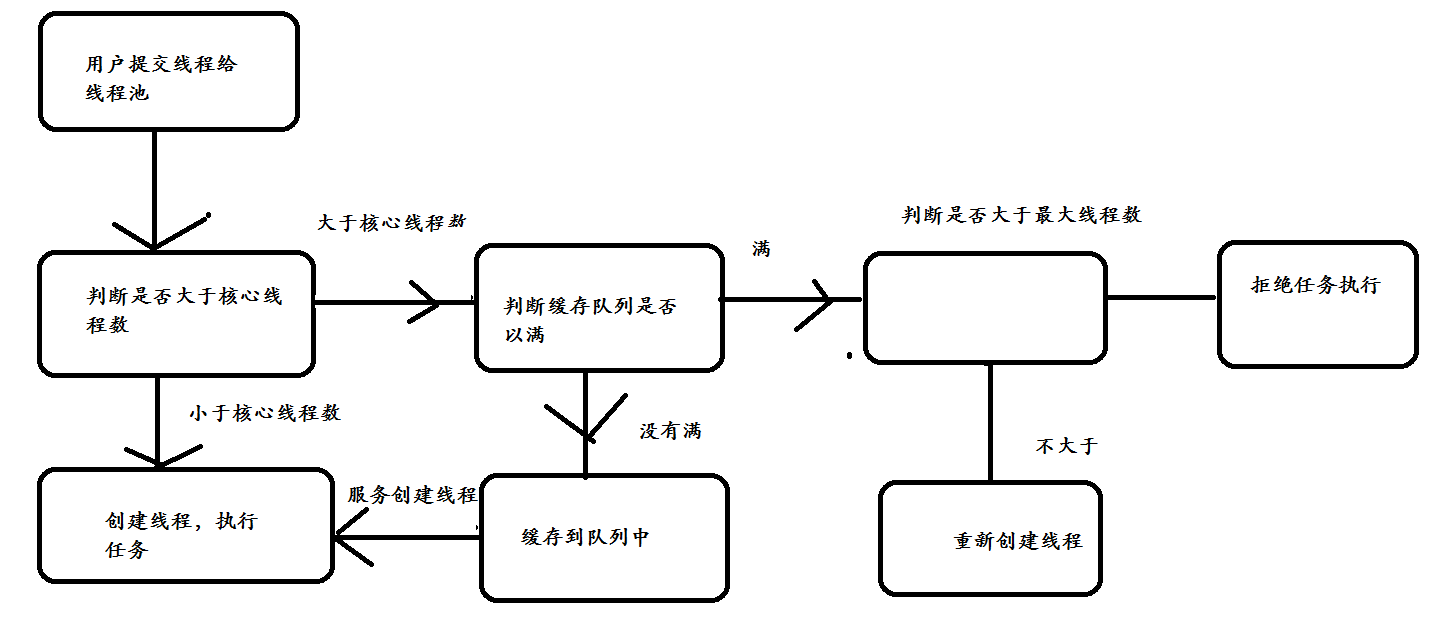 用户提交线程给
线程池
大于核心线程数
判断是否大于最大线程数
满
判断是否大于核心线
程数
判断缓存队列是否
以满
拒绝任务执行
小于核心线程数
没有满
不大于
服务创建线程
创建线程，执行
任务
缓存到队列中
重新创建线程